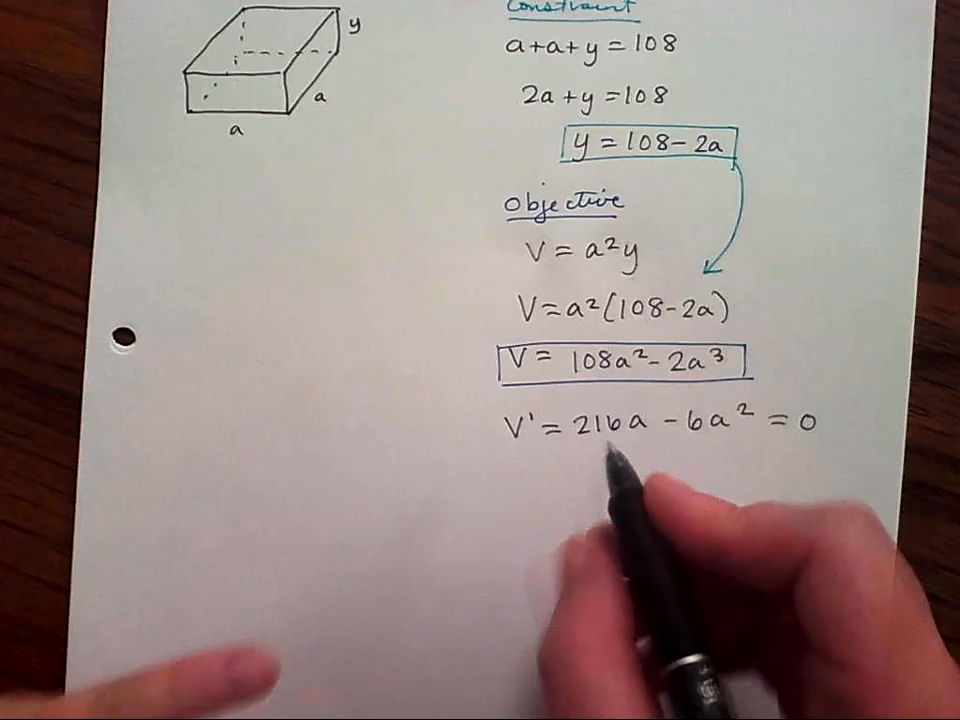 y
a
a
Constraint
a+a+y=108
2a+y=108
y=108-2a
Objective
V=a²y
V=a²(108-2a)
V= 108a²-2a³
V'=216a-6a²=0